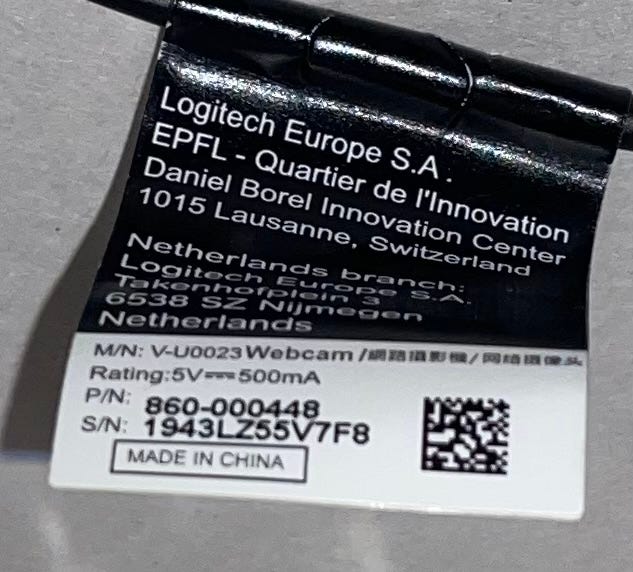 Logitech Europe S.A.
EPFL - Quartier de l'Innovation
Daniel Borel Innovation Center
1015 Lausanne, Switzerland
Netherlands branch:
Logitech Europe S.A.
Takenhofplein 3
6538 SZ Nijmegen
Netherlands
M/N: V-U0023 Webcam /網路攝影機/网络摄像头
Rating:5V⎓500mA
P/N: 860-000448
S/N: 1943LZ55V7F8
MADE IN CHINA